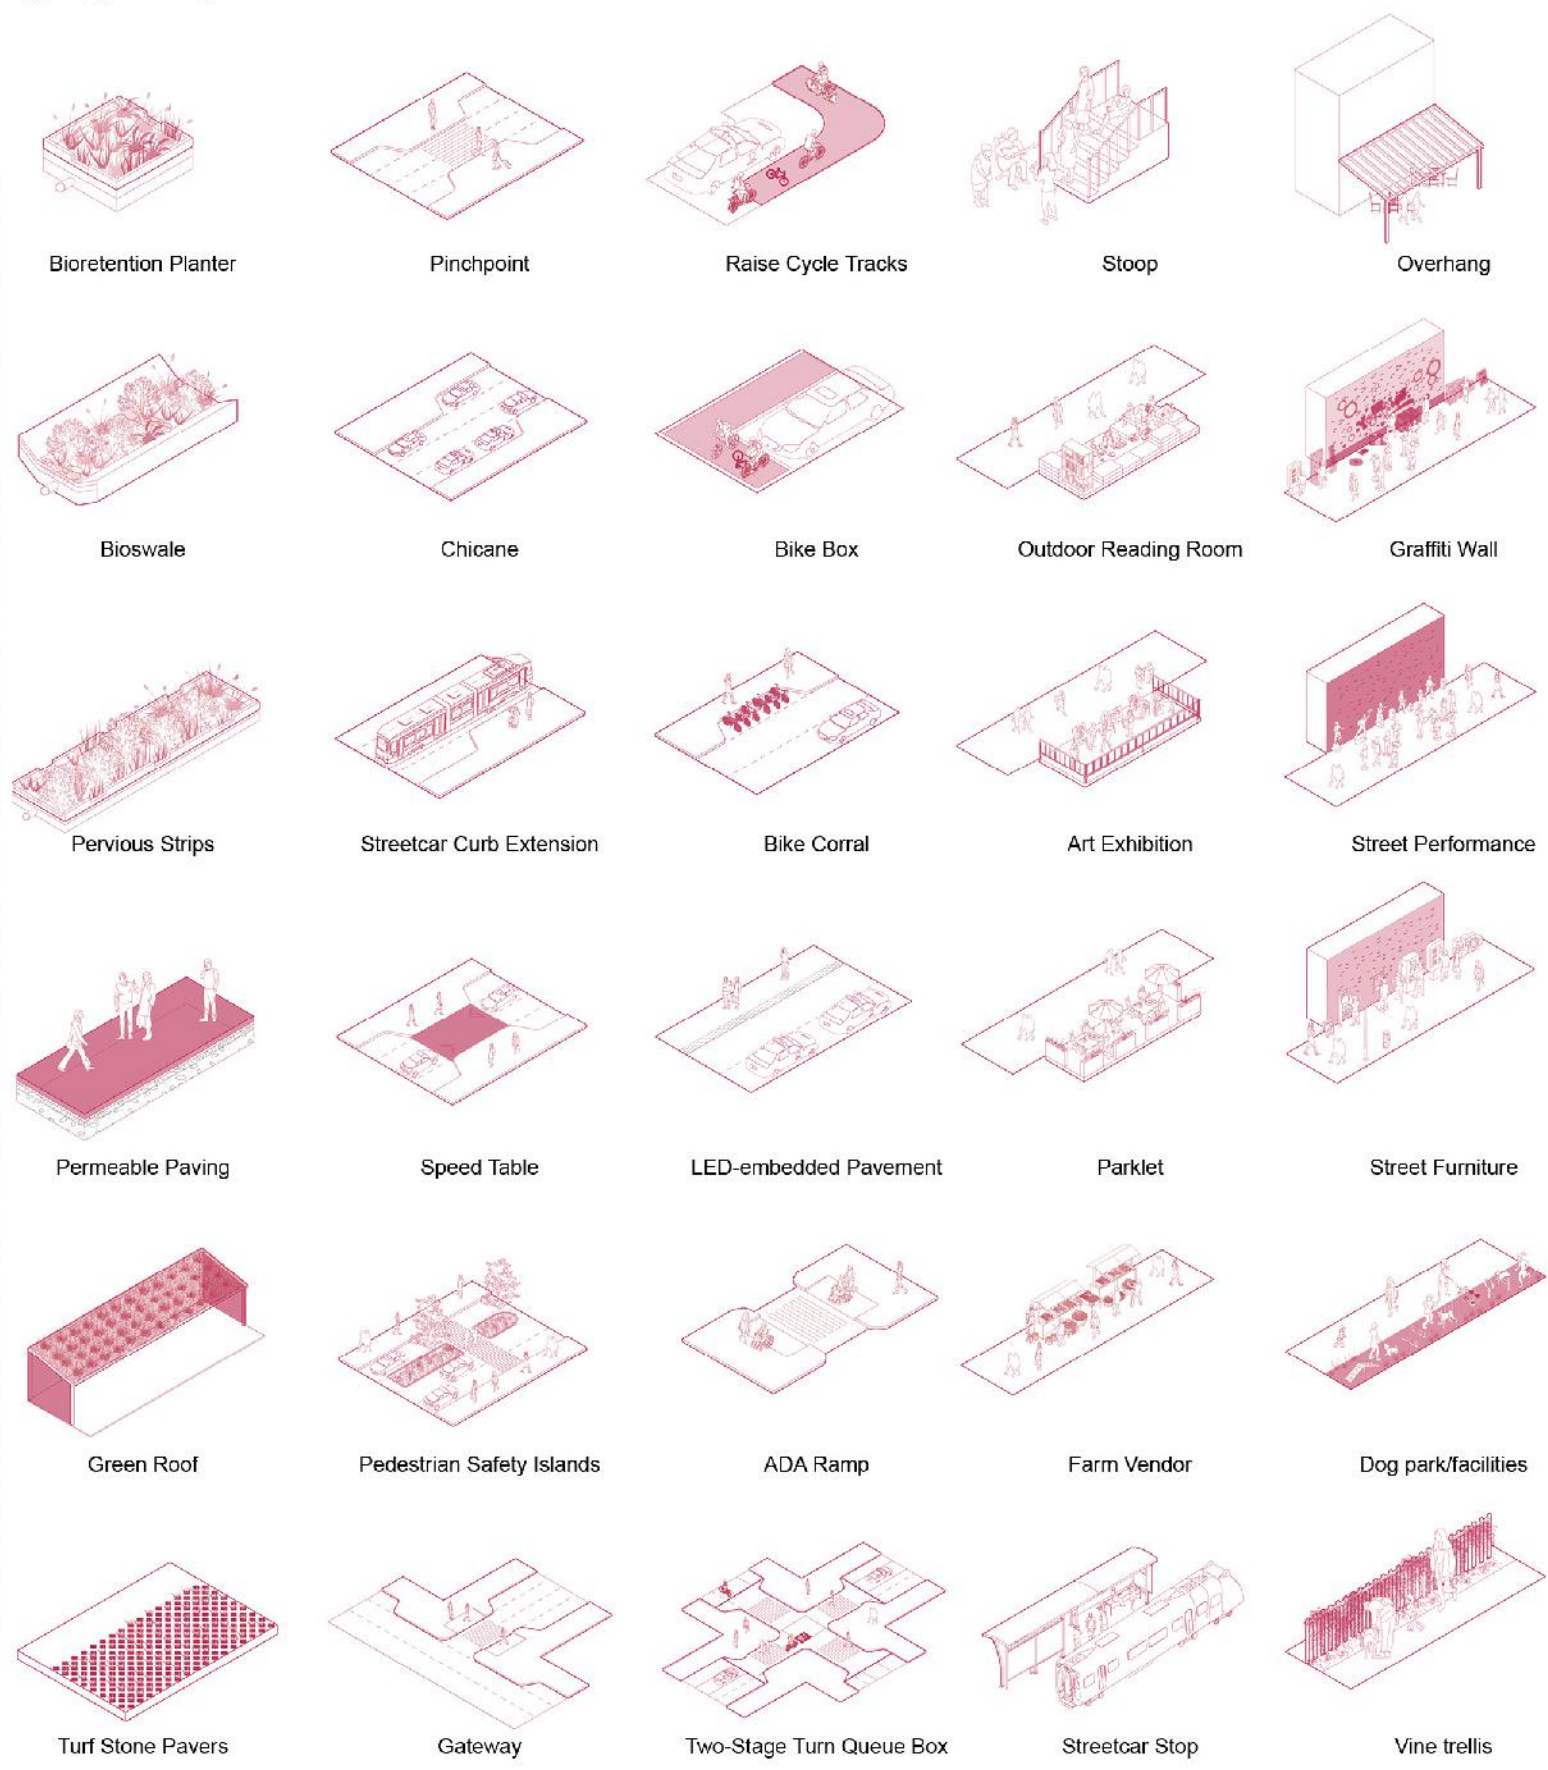 Bioretention Planter
Pinchpoint
Raise Cycle Tracks
Stoop
Overhang
Bioswale
Chicane
Bike Box
Outdoor Reading Room
Graffiti Wall
Pervious Strips
Streetcar Curb Extension
Bike Corral
Art Exhibition
Street Performance
Permeable Paving
Speed Table
LED-embedded Pavement
Parklet
Street Furniture
Green Roof
Pedestrian Safety Islands
ADA Ramp
Farm Vendor
Dog park/facilities
Turf Stone Pavers
Gateway
Two-Stage Turn Queue Box
Streetcar Stop
Vine trellis